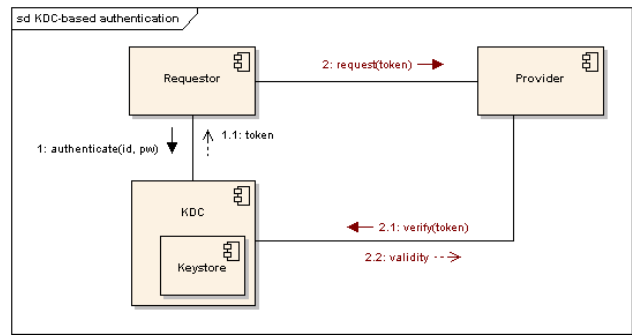 sd KDC-based authentication
Requestor
2: request(token)
Provider
1: authenticate(id, pw)
1.1: token
KDC
2.1: verify(token)
2.2: validity
Keystore